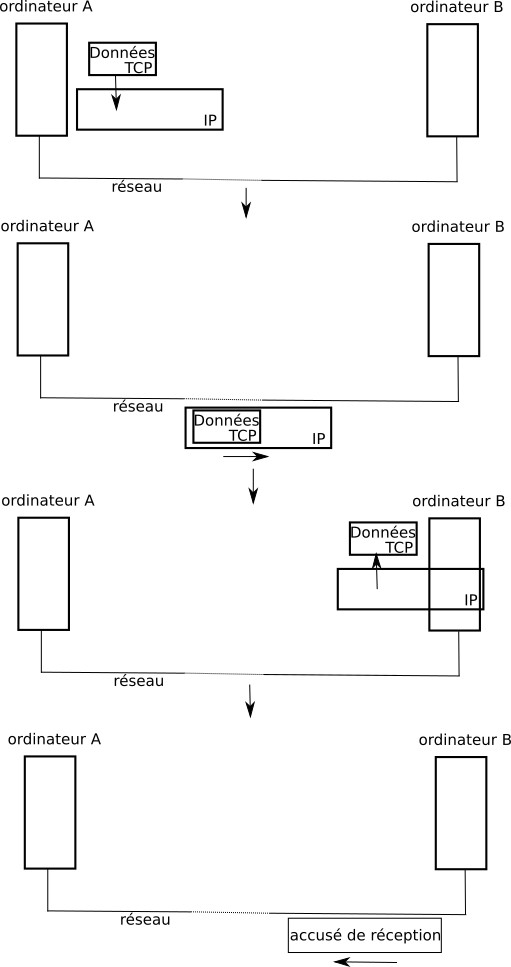 ordinateur A
ordinateur B
Données
TCP
IP
réseau
ordinateur A
ordinateur B
réseau
Données
TCP
IP
ordinateur A
ordinateur B
Données
TCP
IP
réseau
ordinateur A
ordinateur B
réseau
accusé de réception